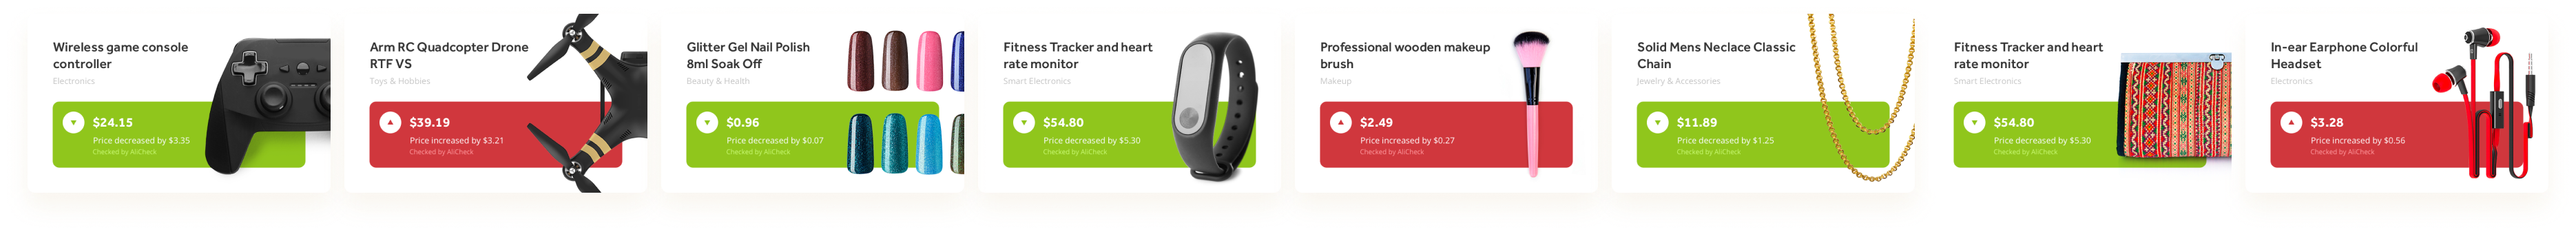 Wireless game console
controller
Electronics
$24.15
Price decreased by $3.35
Checked by AliCheck
Arm RC Quadcopter Drone
RTF VS
Toys & Hobbies
$39.19
Price increased by $3.21
Checked by AliCheck
Glitter Gel Nail Polish
8ml Soak Off
Beauty & Health
$0.96
Price decreased by $0.07
Checked by AliCheck
Fitness Tracker and heart
rate monitor
Smart Electronics
$54.80
Price decreased by $5.30
Checked by AliCheck
Professional wooden makeup
brush
Makeup
$2.49
Price increased by $0.27
Checked by AliCheck
Solid Mens Neclace Classic
Chain
Jewelry & Accessories
$11.89
Price decreased by $1.25
Checked by AliCheck
Fitness Tracker and heart
rate monitor
Smart Electronics
$54.80
Price decreased by $5.30
Checked by AliCheck
In-ear Earphone Colorful
Headset
Electronics
$3.28
Price increased by $0.56
Checked by AliCheck